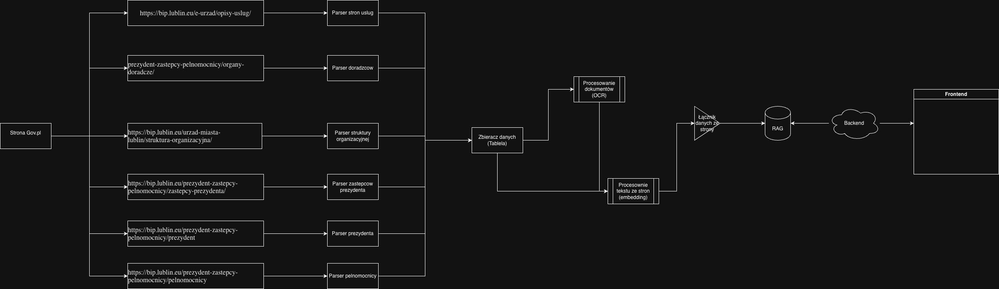 https://bip.lublin.eu/e-urzad/opisy-uslug/
Parser stron uslug
prezydent-zastepcy-pelnomocnicy/organy-
doradcze/
Parser doradzcow
Strona Gov.pl
https://bip.lublin.eu/urzad-miasta-
lublin/struktura-organizacyjna/
Parser struktury
organizacyjnej
https://bip.lublin.eu/prezydent-zastepcy-
pelnomocnicy/zastepcy-prezydenta/
Parser zastepcow
prezydenta
https://bip.lublin.eu/prezydent-zastepcy-
pelnomocnicy/prezydent
Parser prezydenta
https://bip.lublin.eu/prezydent-zastepcy-
pelnomocnicy/pelnomocnicy
Parser pelnomocnicy
Zbieracz danych
(Tablela)
Procesowanie
dokumentów
(OCR)
Procesownie
tekstu ze stron
(embedding)
Łącznik
danych ze
strony
RAG
Backend
Frontend